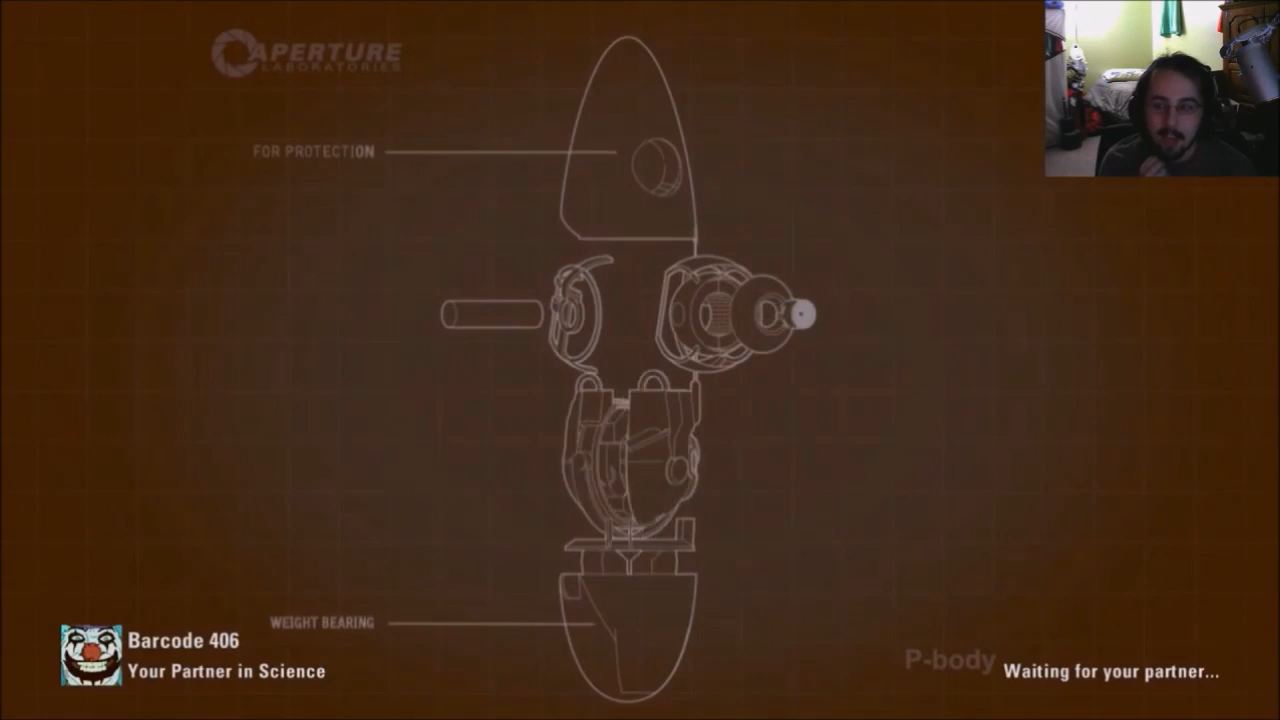 APERTURE
LABORATORIES
FOR PROTECTION
WEIGHT BEARING
Barcode 406
Your Partner in Science
P-body
Waiting for your partner...